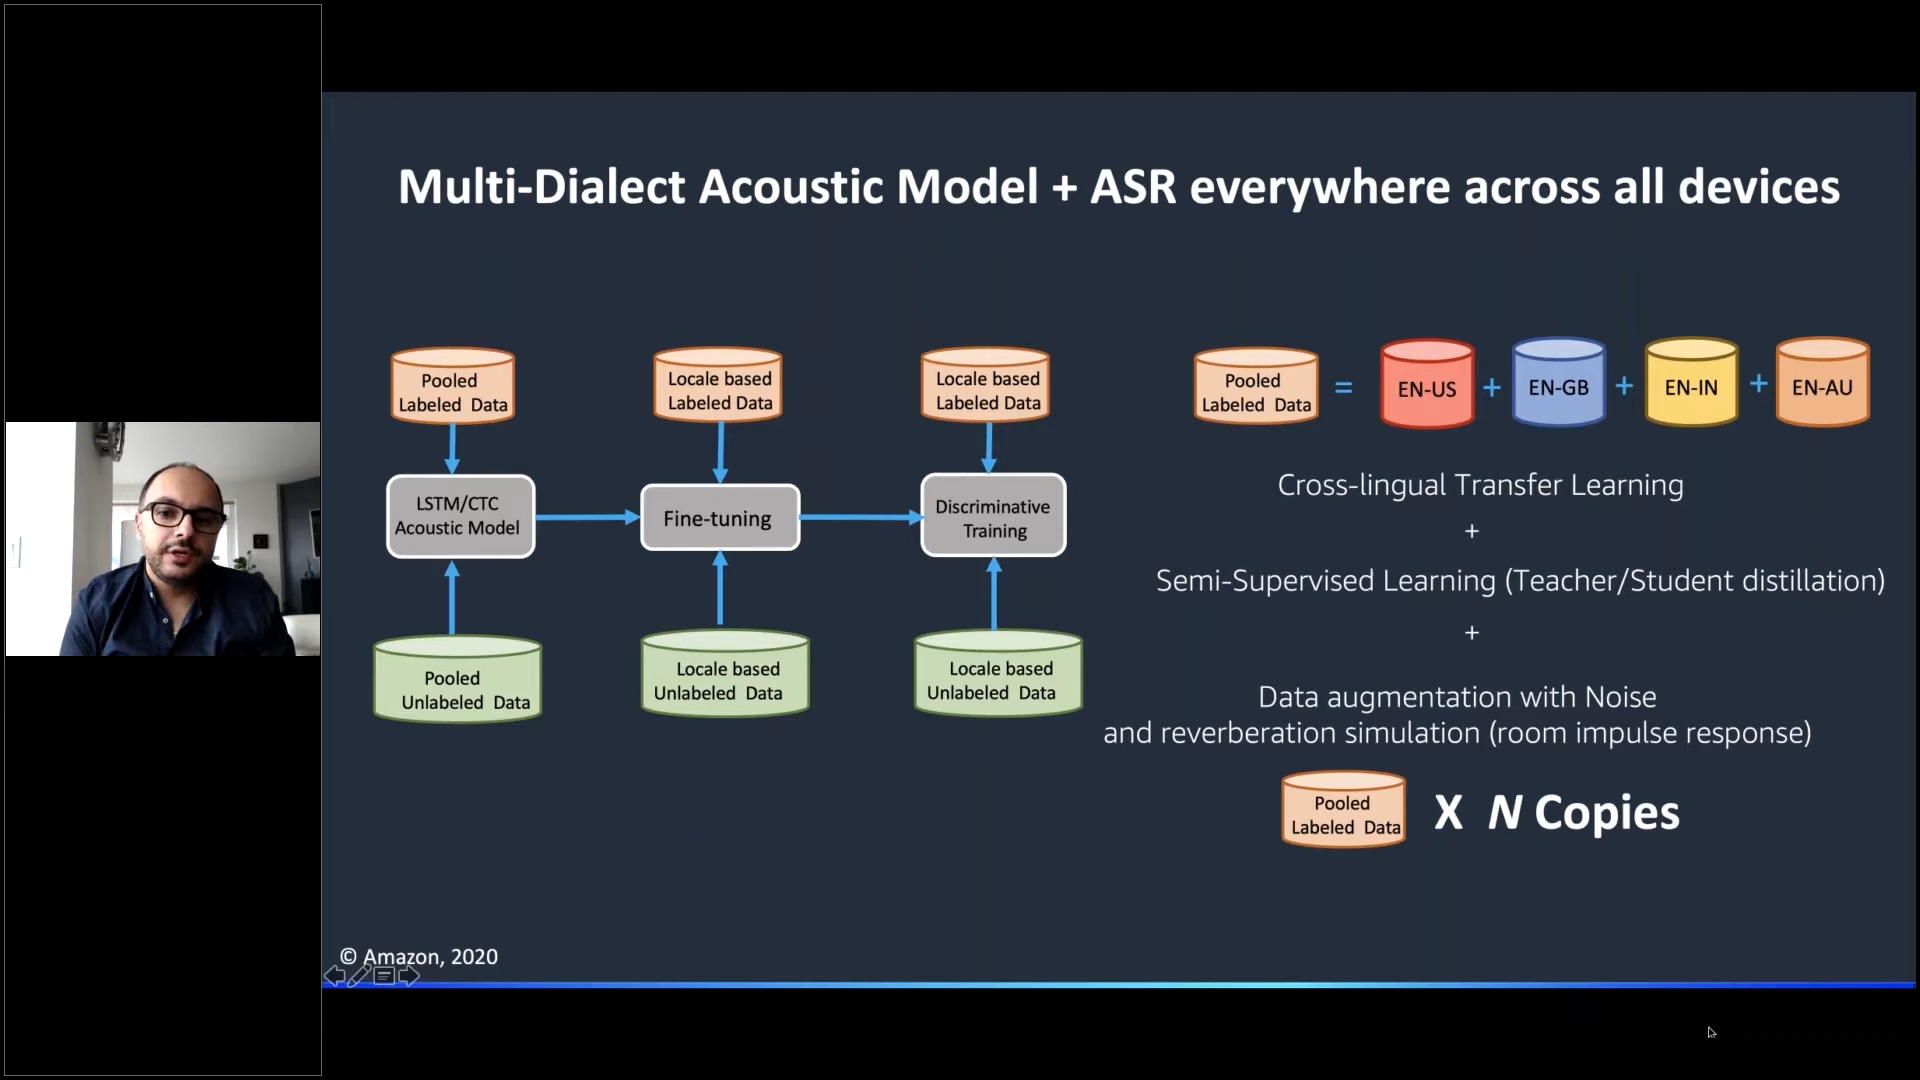 Multi-Dialect Acoustic Model + ASR everywhere across all devices
Pooled
Labeled Data
Locale based
Labeled Data
Locale based
Labeled Data
LSTM/CTC
Acoustic Model
Fine-tuning
Discriminative
Training
Pooled
Unlabeled Data
Locale based
Unlabeled Data
Locale based
Unlabeled Data
Pooled
Labeled Data
=
EN-US
+
EN-GB
+
EN-IN
+
EN-AU
Cross-lingual Transfer Learning
+
Semi-Supervised Learning (Teacher/Student distillation)
+
Data augmentation with Noise
and reverberation simulation (room impulse response)
Pooled
Labeled Data
X N Copies
© Amazon, 2020